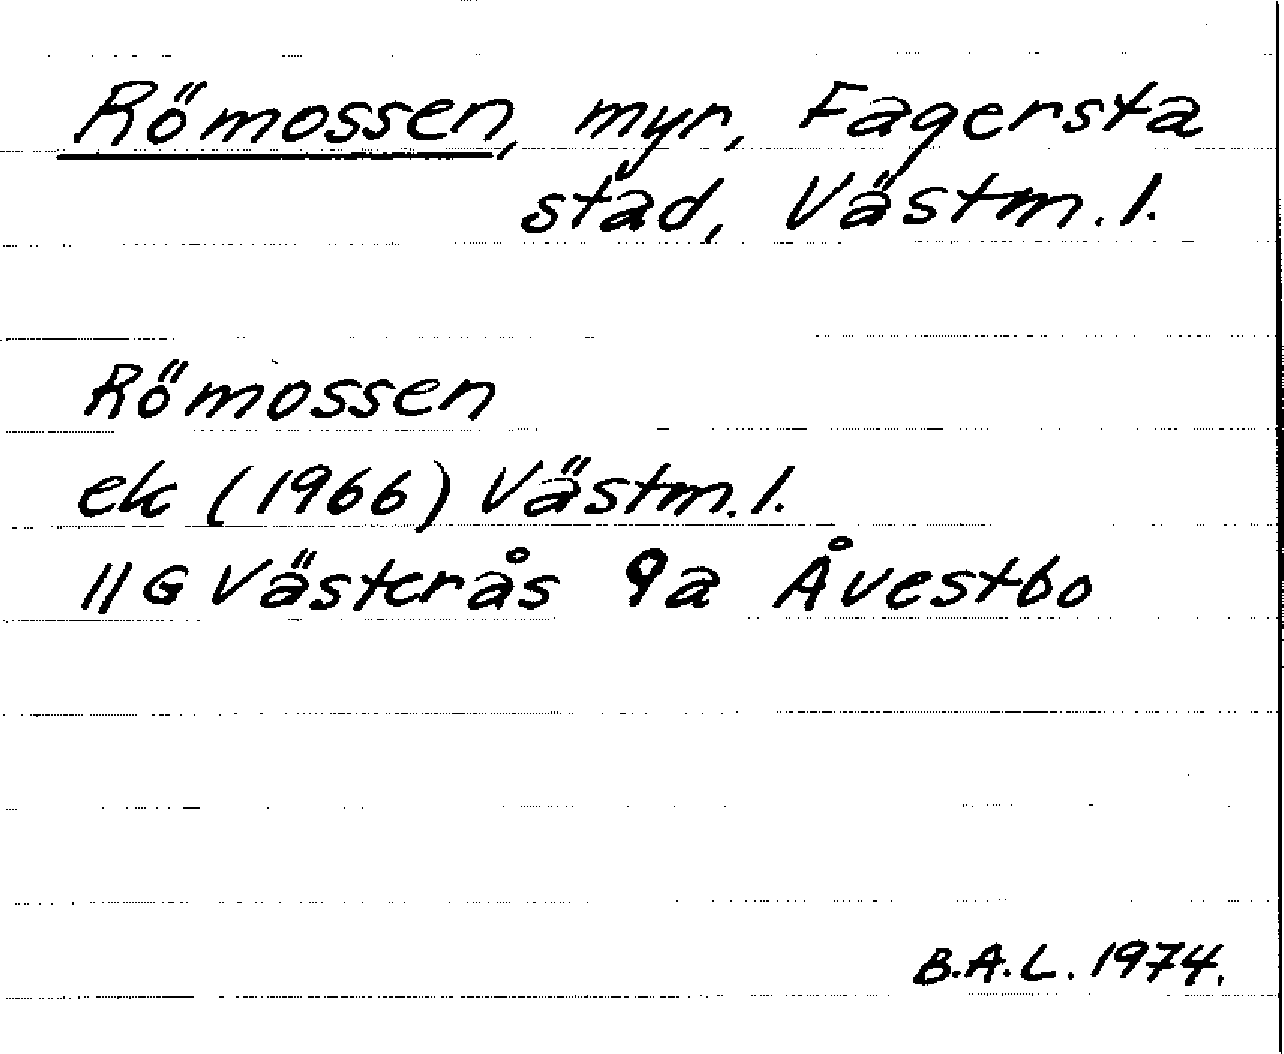 Römossen, myr, Fagersta
stad, Västm. l.
Römossen
ek (1966) Västm. l.
11G Västerås 9a Åvestbo
B.A.L. 1974.